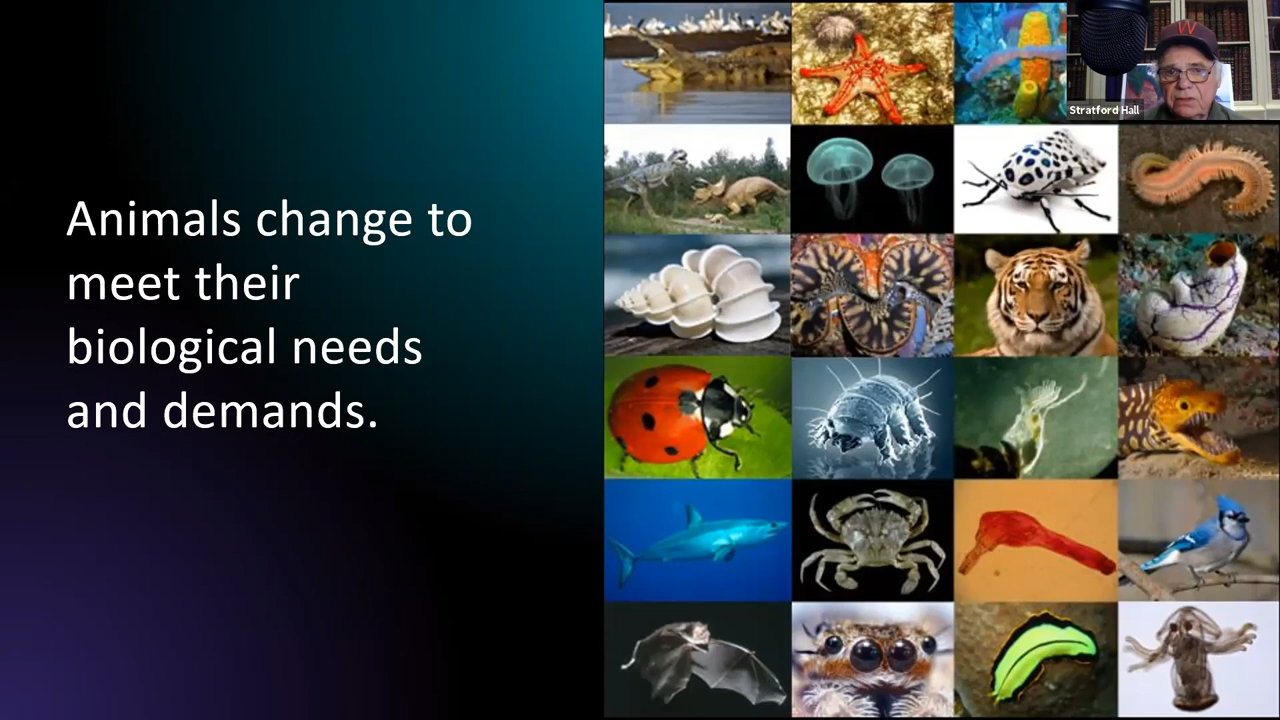 Animals change to
meet their
biological needs
and demands.
W
Stratford Hall